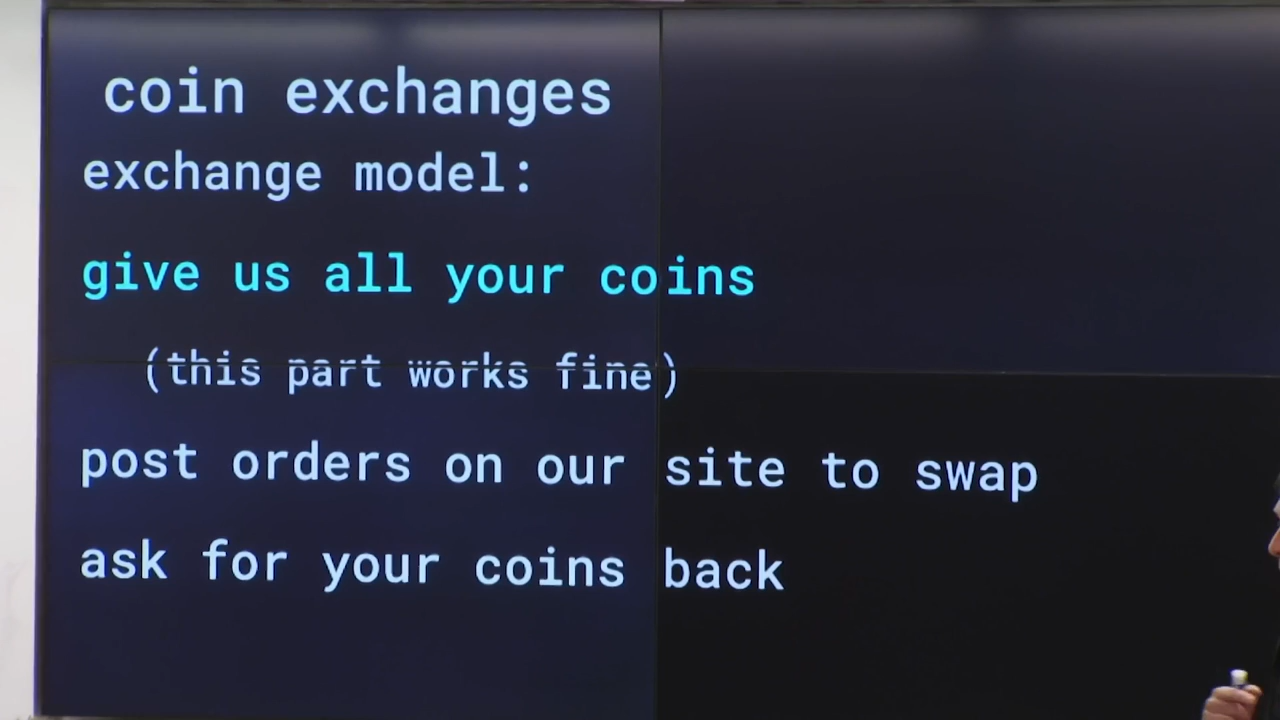 coin exchanges
exchange model:
give us all your coins
(this part works fine)
post orders on our site to swap
ask for your coins back